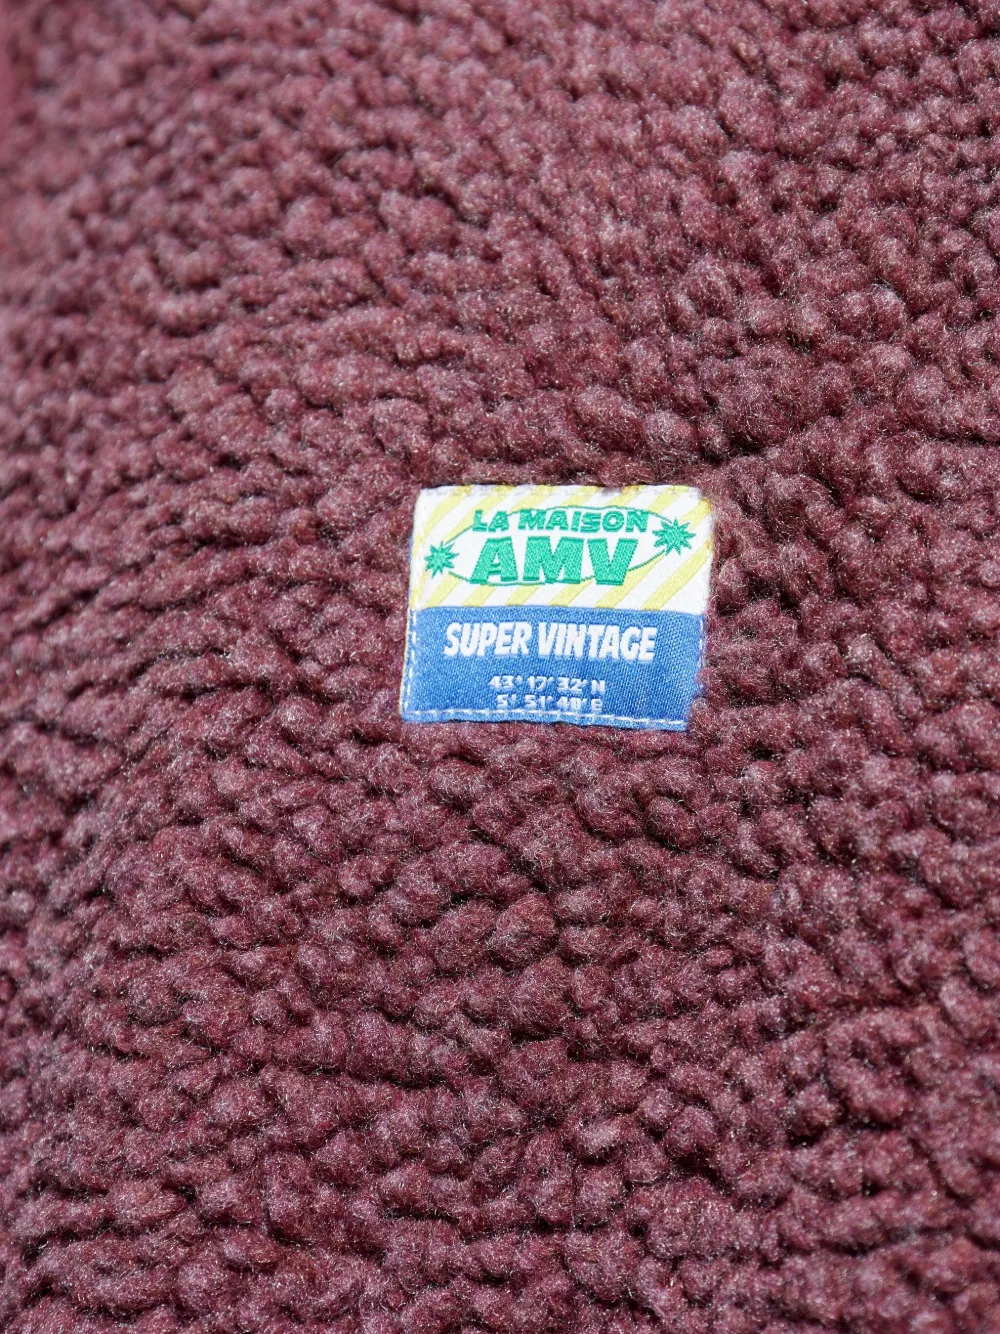 LA MAISON
AMV
SUPER VINTAGE
43° 17' 32" N
5° 51' 40" E